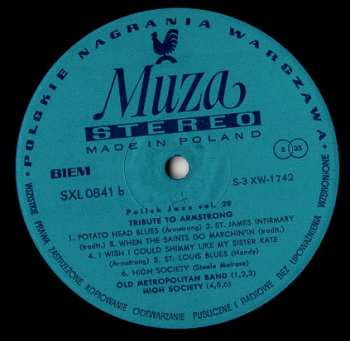 POLSKIE NAGRANIA WARSZAWA
Muza
STEREO
MADE IN POLAND
BIEM
2 33
SXL 0841 b
S-3 XW-1742
Polish Jazz vol. 29
TRIBUTE TO ARMSTRONG
1. POTATO HEAD BLUES (Armstrong) 2. ST. JAMES INFIRMARY
(tradit.) 3. WHEN THE SAINTS GO MARCHIN'IN (tradit.)
4. I WISH I COULD SHIMMY LIKE MY SISTER KATE
(Armstrong) 5. ST. LOUIS BLUES (Handy)
6. HIGH SOCIETY (Steele Melrose)
OLD METROPOLITAN BAND (1,2,3)
HIGH SOCIETY (4,5,6)
WSZELKIE PRAWA ZASTRZEŻONE KOPIOWANIE ODTWARZANIE PUBLICZNE I RADIOWE BEZ UPOWAŻNIENIA WZBRONIONE